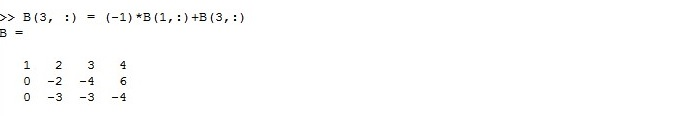 >> B(3, :) = (-1)*B(1,:)+B(3,:)
B =
1 2 3 4
0 -2 -4 6
0 -3 -3 -4